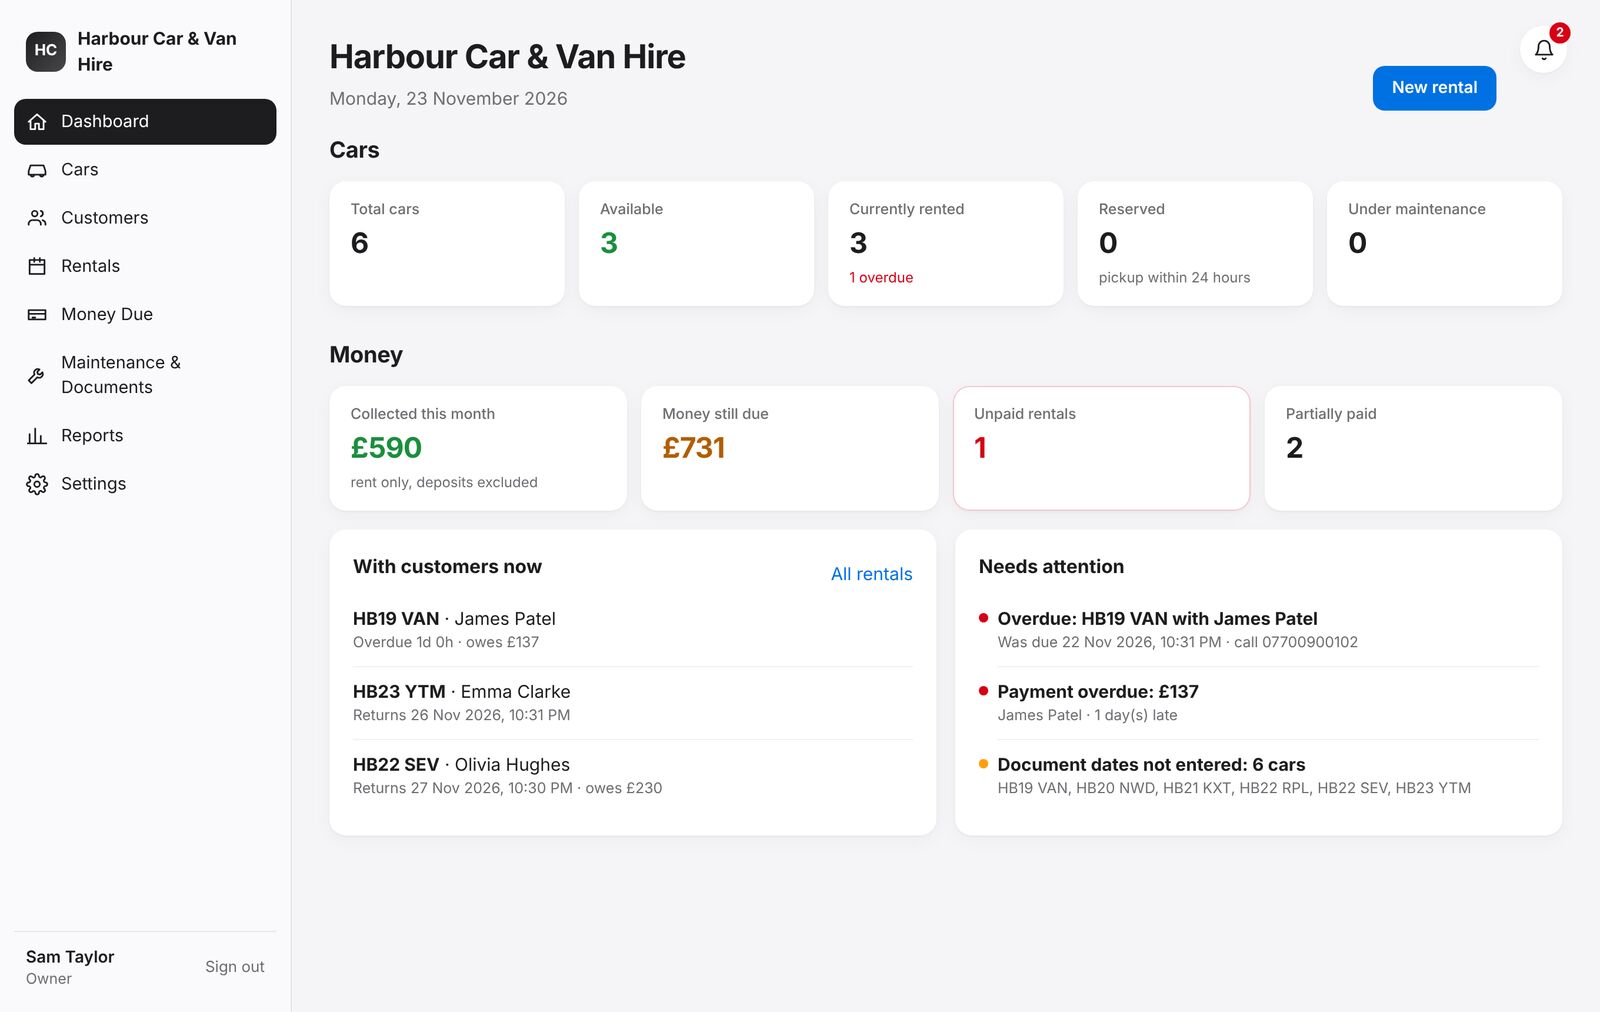 HC
Harbour Car & Van
Hire
Dashboard
Cars
Customers
Rentals
Money Due
Maintenance &
Documents
Reports
Settings
Sam Taylor
Owner
Sign out
Harbour Car & Van Hire
Monday, 23 November 2026
New rental
2
Cars
Total cars
6
Available
3
Currently rented
3
1 overdue
Reserved
0
pickup within 24 hours
Under maintenance
0
Money
Collected this month
£590
rent only, deposits excluded
Money still due
£731
Unpaid rentals
1
Partially paid
2
With customers now
All rentals
HB19 VAN · James Patel
Overdue 1d 0h · owes £137
HB23 YTM · Emma Clarke
Returns 26 Nov 2026, 10:31 PM
HB22 SEV · Olivia Hughes
Returns 27 Nov 2026, 10:30 PM · owes £230
Needs attention
Overdue: HB19 VAN with James Patel
Was due 22 Nov 2026, 10:31 PM · call 07700900102
Payment overdue: £137
James Patel · 1 day(s) late
Document dates not entered: 6 cars
HB19 VAN, HB20 NWD, HB21 KXT, HB22 RPL, HB22 SEV, HB23 YTM